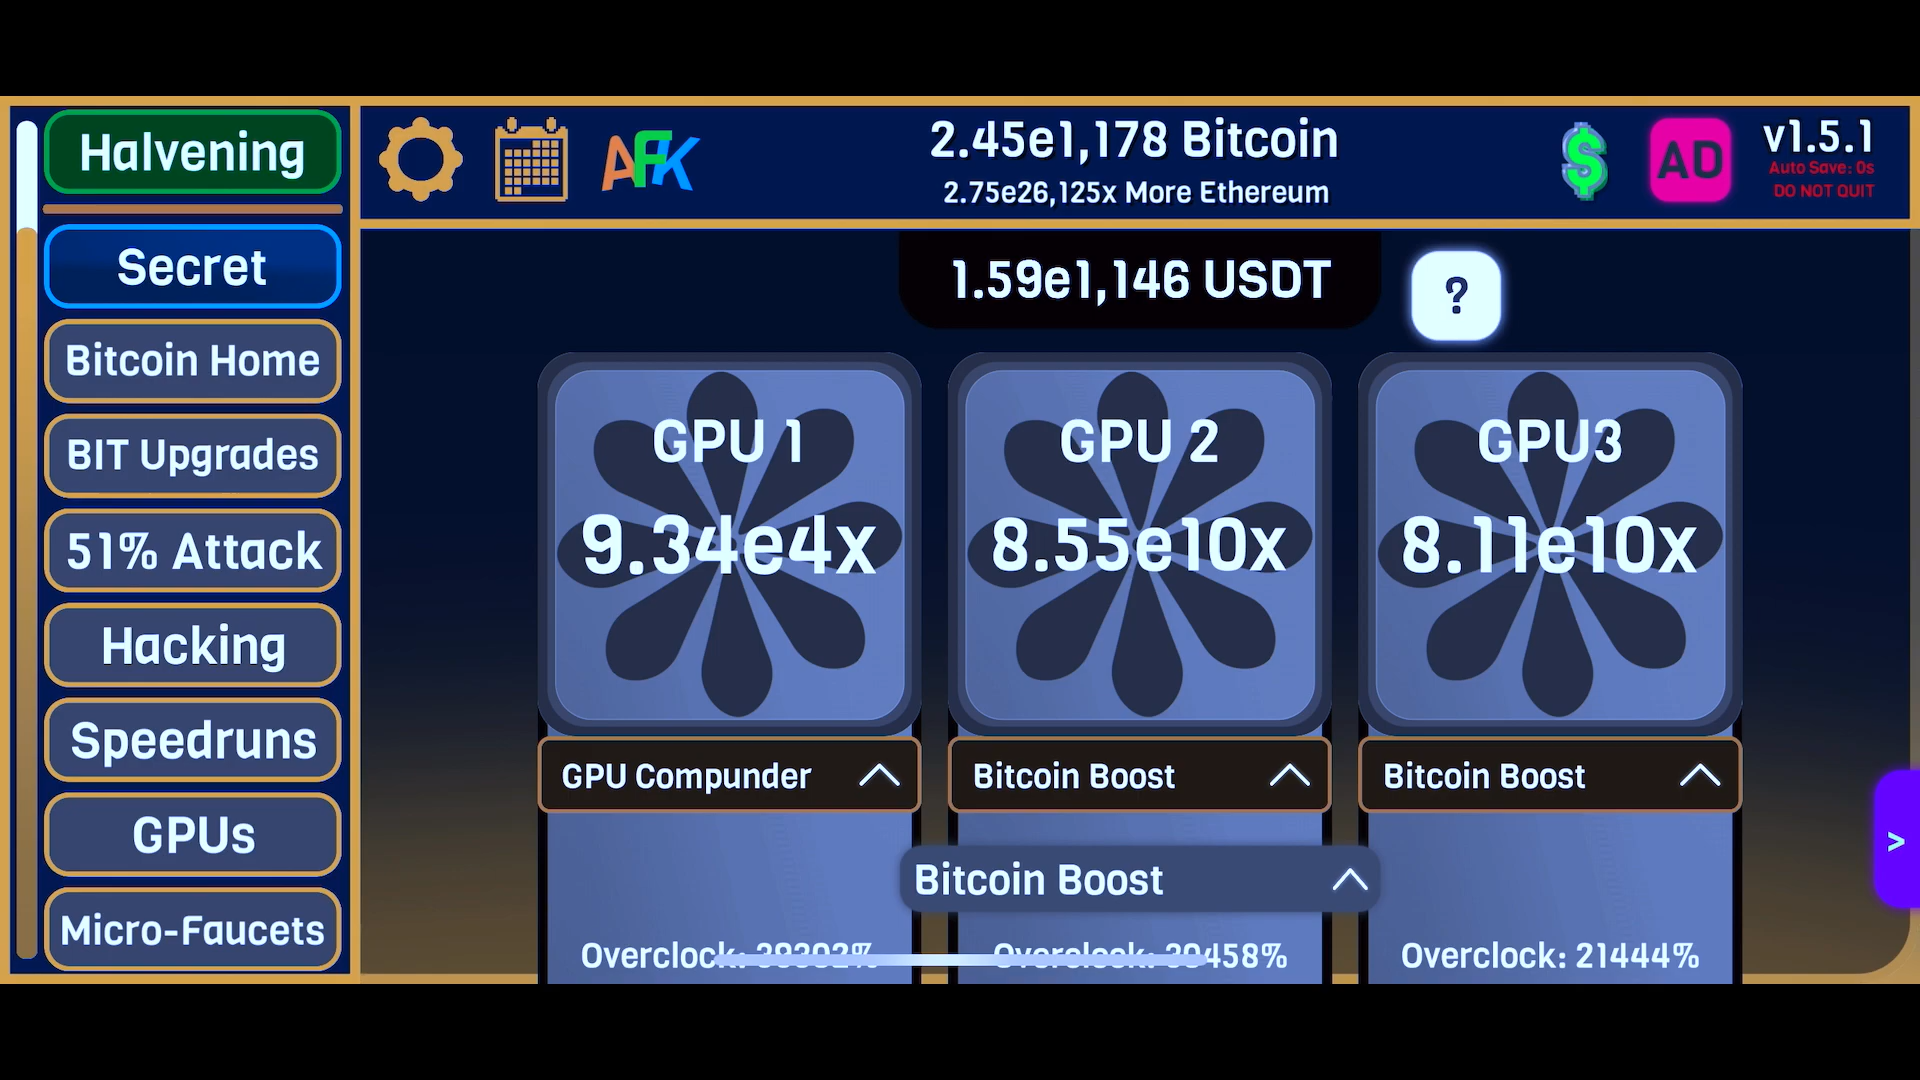 Halvening
Secret
Bitcoin Home
BIT Upgrades
51% Attack
Hacking
Speedruns
GPUs
Micro-Faucets
AFK
2.45e1,178 Bitcoin
2.75e26,125x More Ethereum
$
AD
v1.5.1
Auto Save: 0s
DO NOT QUIT
1.59e1,146 USDT
?
GPU 1
9.34e4x
GPU Compunder
GPU 2
8.55e10x
Bitcoin Boost
GPU3
8.11e10x
Bitcoin Boost
Bitcoin Boost
Overclock:
Overclock:
Overclock: 21444%
>